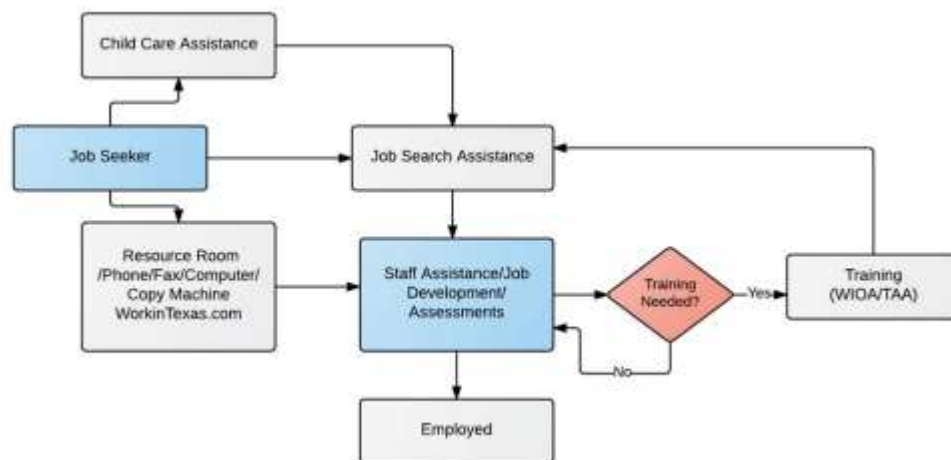 Child Care Assistance
Job Seeker
Job Search Assistance
Resource Room
/Phone/Fax/Computer/
Copy Machine
WorkinTexas.com
Staff Assistance/Job
Development/
Assessments
Training
Needed?
Yes
Training
(WIOA/TAA)
No
Employed